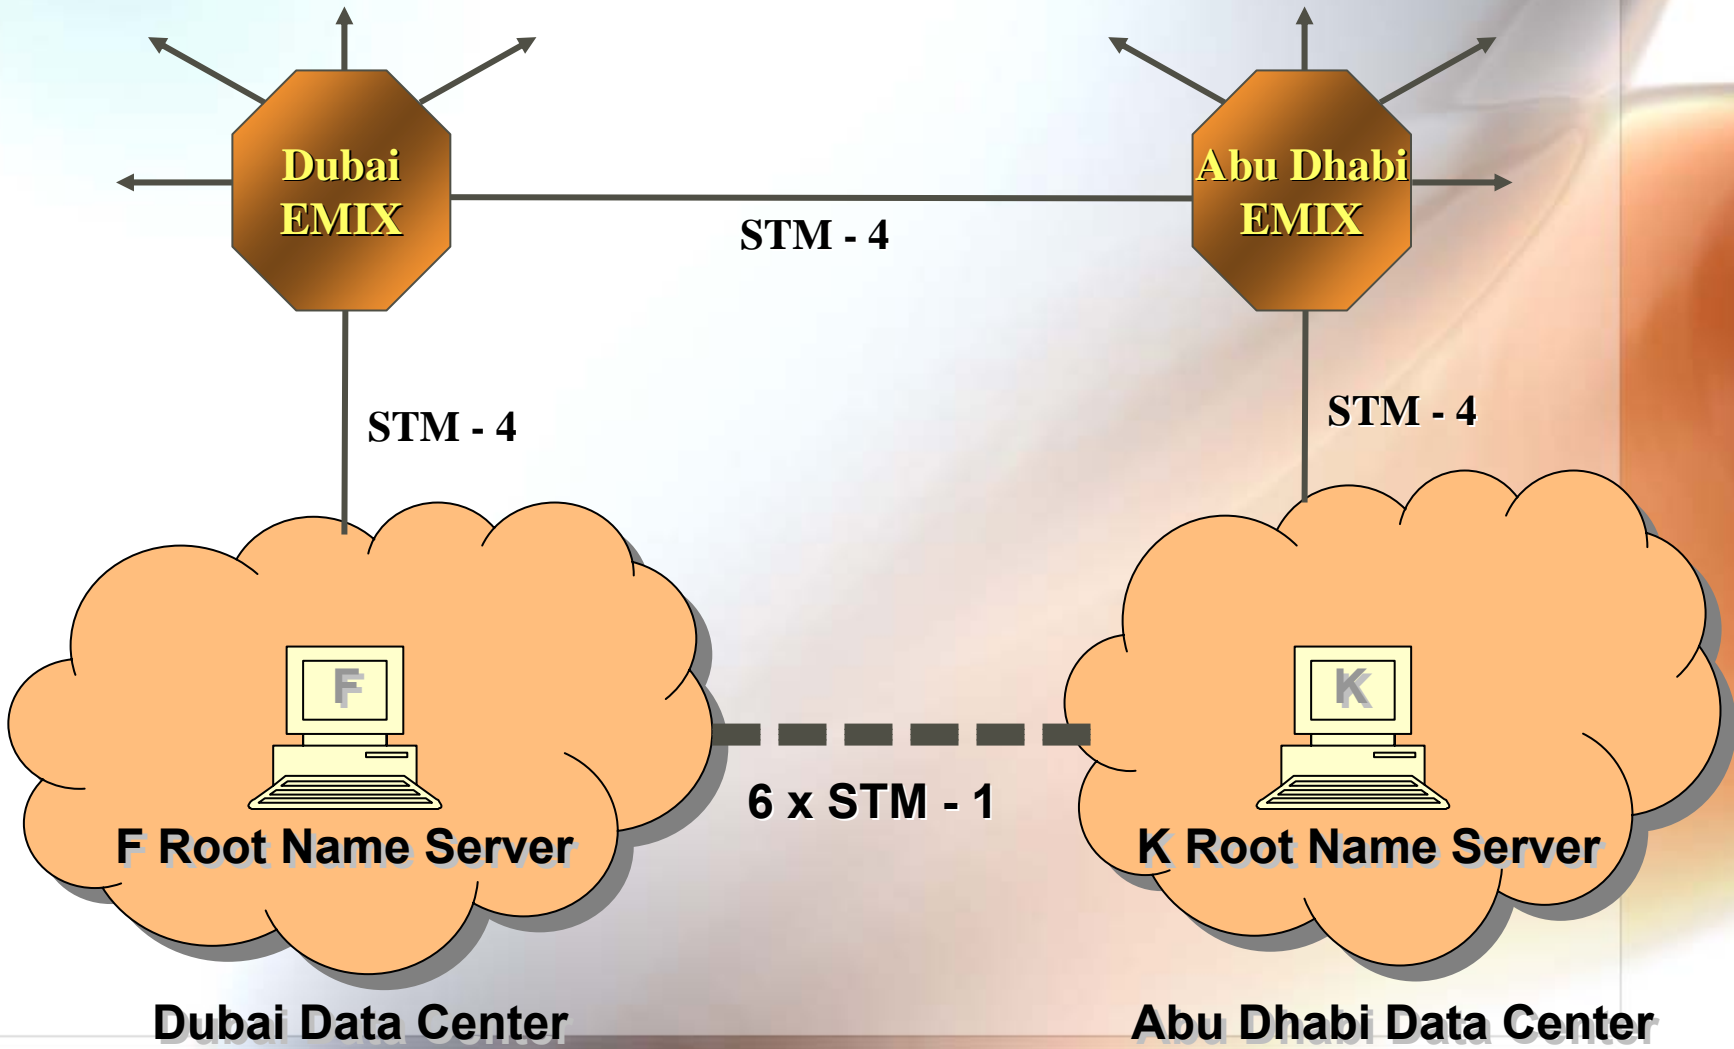 Dubai
EMIX
Abu Dhabi
EMIX
STM - 4
STM - 4
STM - 4
F
K
6 x STM - 1
F Root Name Server
K Root Name Server
Dubai Data Center
Abu Dhabi Data Center